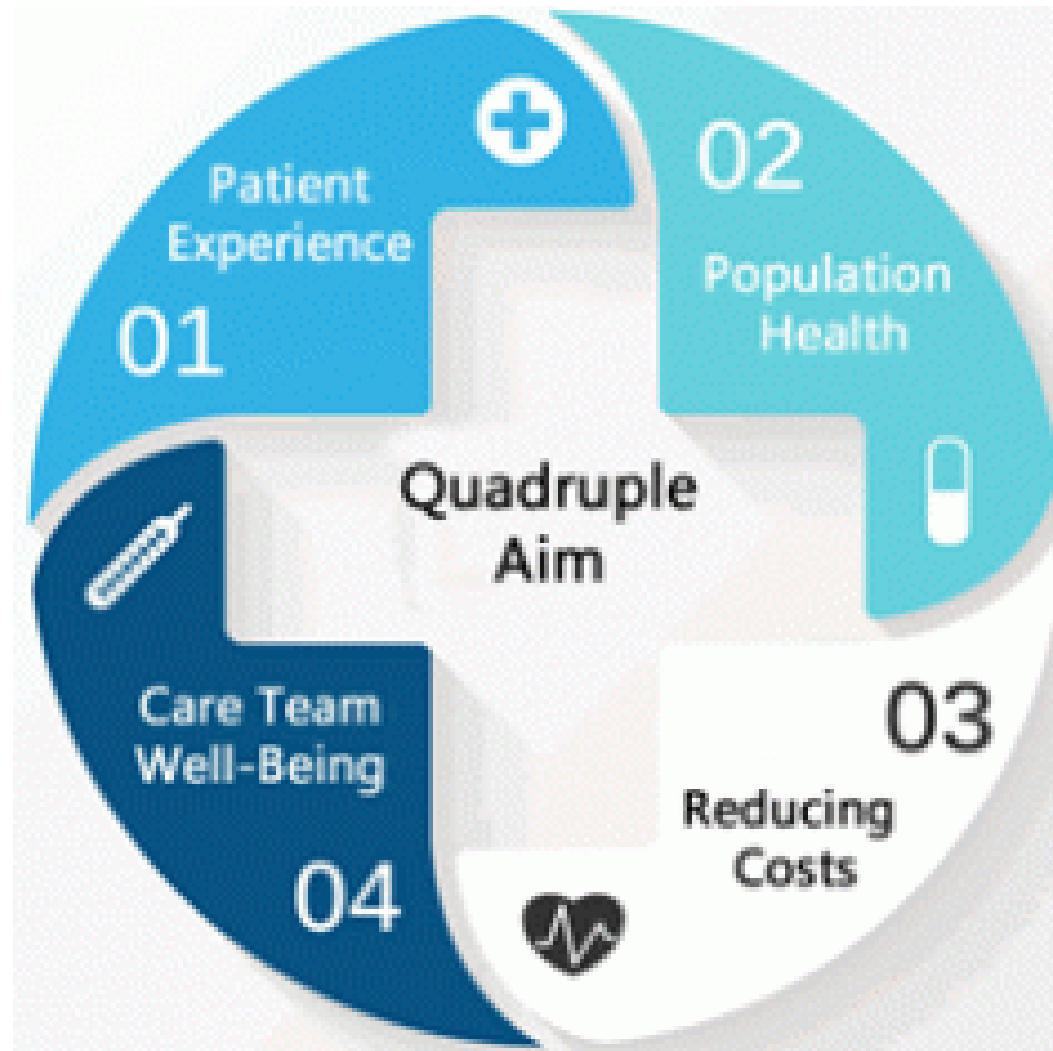 Patient
Experience
01
02
Population
Health
Quadruple
Aim
03
Reducing
Costs
Care Team
Well-Being
04